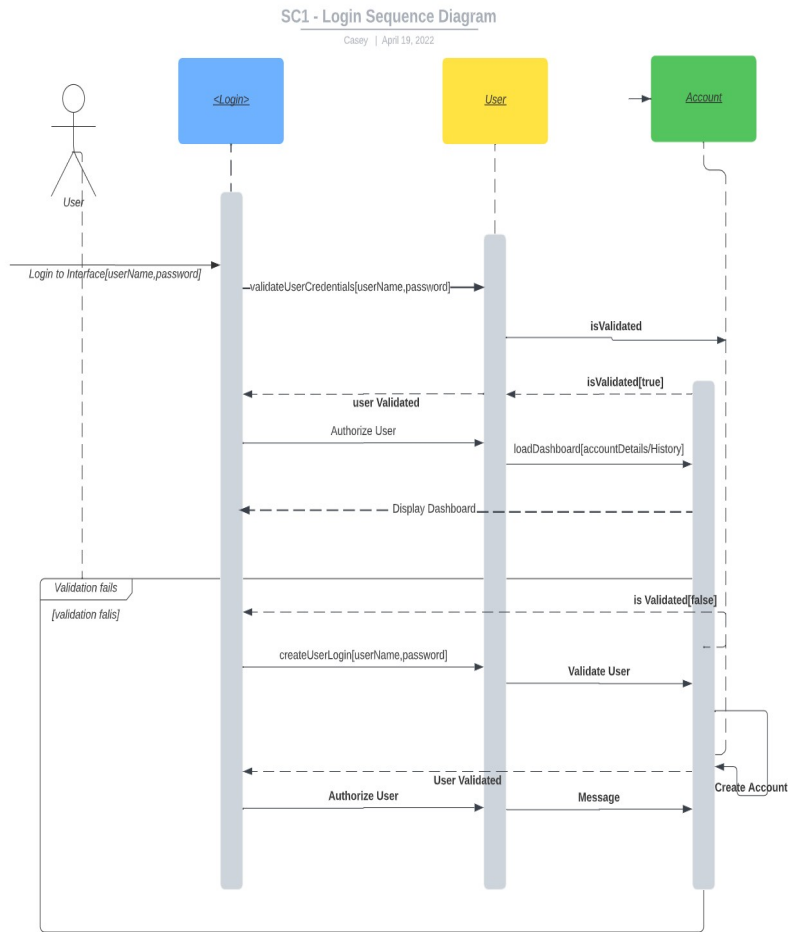 SC1 - Login Sequence Diagram
Casey | April 19, 2022
<Login>
User
Account
User
Login to Interface[userName,password]
validateUserCredentials[userName,password]
isValidated
isValidated[true]
user Validated
Authorize User
loadDashboard[accountDetails/History]
Display Dashboard
Validation fails
is Validated[false]
[validation falis]
createUserLogin[userName,password]
Validate User
User Validated
Create Account
Authorize User
Message